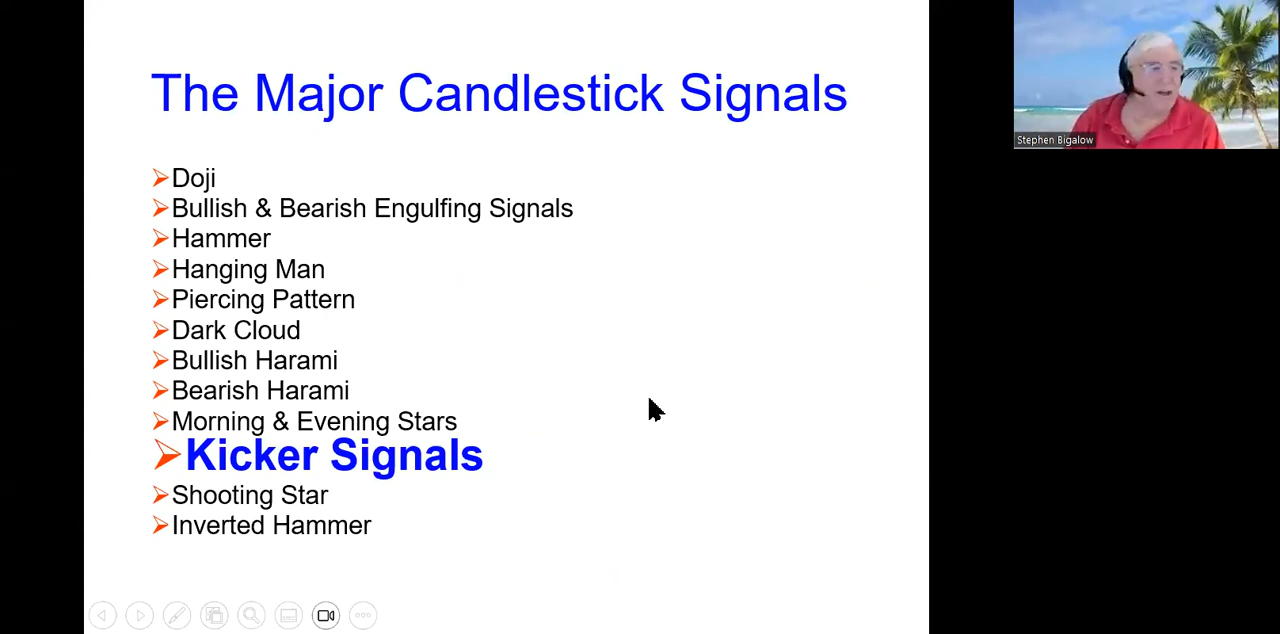 The Major Candlestick Signals
Doji
Bullish & Bearish Engulfing Signals
Hammer
Hanging Man
Piercing Pattern
Dark Cloud
Bullish Harami
Bearish Harami
Morning & Evening Stars
Kicker Signals
Shooting Star
Inverted Hammer
Stephen Bigalow